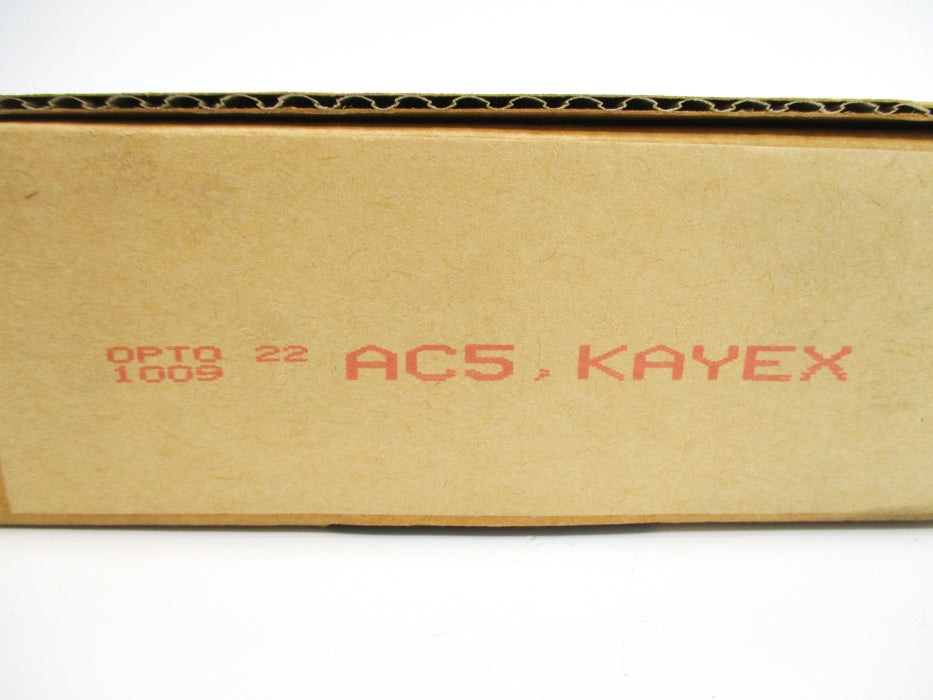 OPTO 22
1009
AC5, KAYEX